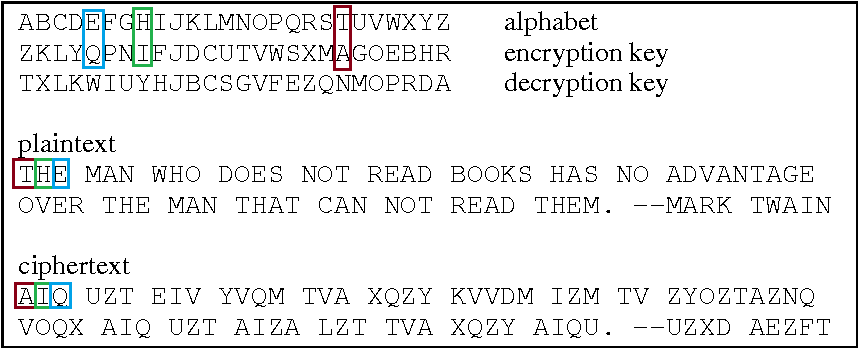 ABCDEFGHIJKLMNOPQRSTUVWXYZ alphabet
ZKLYQPNIFJDCUTVWSXMAGOEBHR encryption key
TXLKWIUYHJBCSGVFEZQNMOPRDA decryption key
plaintext
THE MAN WHO DOES NOT READ BOOKS HAS NO ADVANTAGE
OVER THE MAN THAT CAN NOT READ THEM. --MARK TWAIN
ciphertext
AIQ UZT EIV YVQM TVA XQZY KVVDM IZM TV ZYOZTAZNQ
VOQX AIQ UZT AIZA LZT TVA XQZY AIQU. --UZXD AEZFT